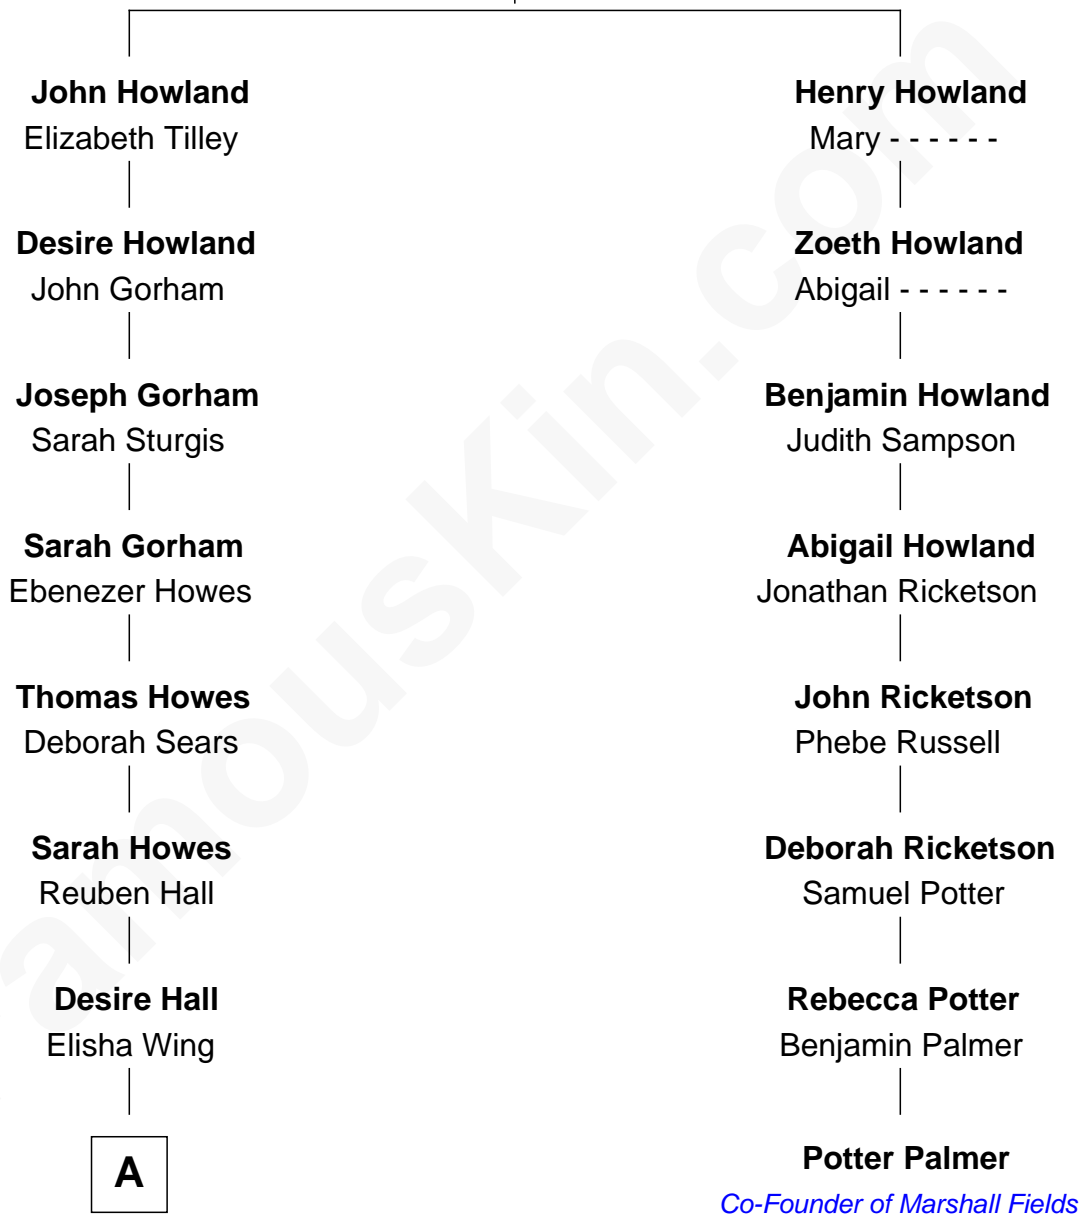 John Howland
Elizabeth Tilley
Henry Howland
Mary - - - - - -
Desire Howland
John Gorham
Zoeth Howland
Abigail - - - - - -
Joseph Gorham
Sarah Sturgis
Benjamin Howland
Judith Sampson
Sarah Gorham
Ebenezer Howes
Abigail Howland
Jonathan Ricketson
Thomas Howes
Deborah Sears
John Ricketson
Phebe Russell
Sarah Howes
Reuben Hall
Deborah Ricketson
Samuel Potter
Desire Hall
Elisha Wing
Rebecca Potter
Benjamin Palmer
A
Potter Palmer
Co-Founder of Marshall Fields
amouskin.com